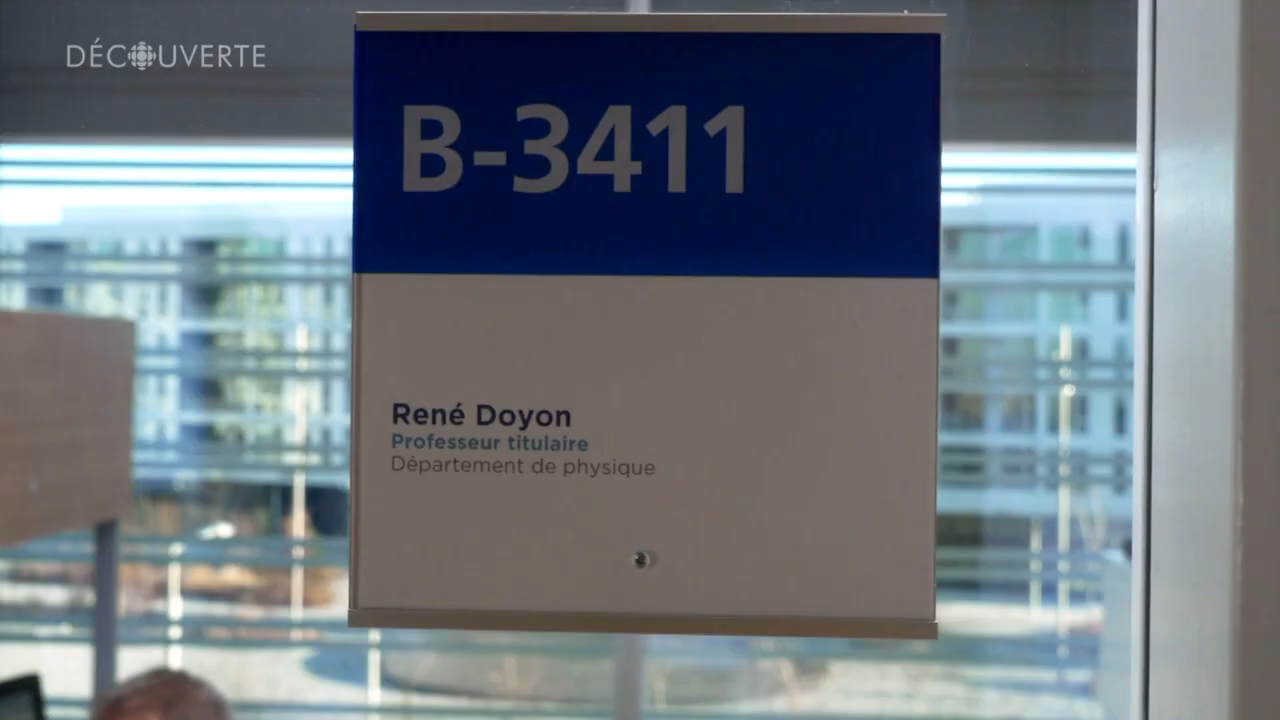 DÉCOUVERTE
B-3411
René Doyon
Professeur titulaire
Département de physique